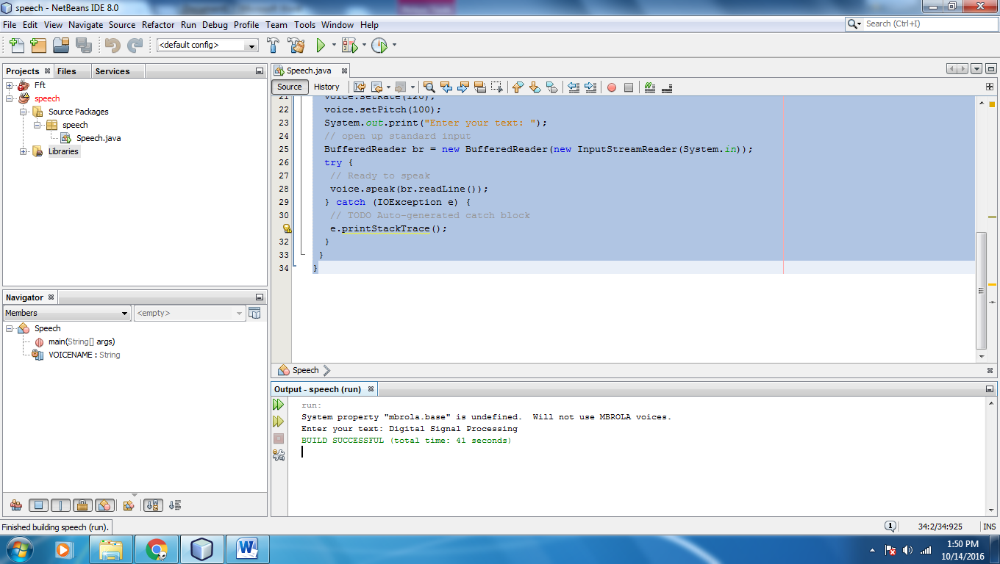 speech - NetBeans IDE 8.0
File Edit View Navigate Source Refactor Run Debug Profile Team Tools Window Help
Search (Ctrl+I)
<default config>
Projects Files Services
Fft
speech
Source Packages
speech
Speech.java
Libraries
Navigator
Members <empty>
Speech
main(String[] args)
VOICENAME : String
Speech.java
Source History
21 voice.setRate(120);
22 voice.setPitch(100);
23 System.out.print("Enter your text: ");
24 // open up standard input
25 BufferedReader br = new BufferedReader(new InputStreamReader(System.in));
26 try {
27 // Ready to speak
28 voice.speak(br.readLine());
29 } catch (IOException e) {
30 // TODO Auto-generated catch block
e.printStackTrace();
32 }
33 }
34 }
Speech
Output - speech (run)
run:
System property "mbrola.base" is undefined.  Will not use MBROLA voices.
Enter your text: Digital Signal Processing
BUILD SUCCESSFUL (total time: 41 seconds)
Finished building speech (run).
1 34:2/34:925 INS
1:50 PM
10/14/2016